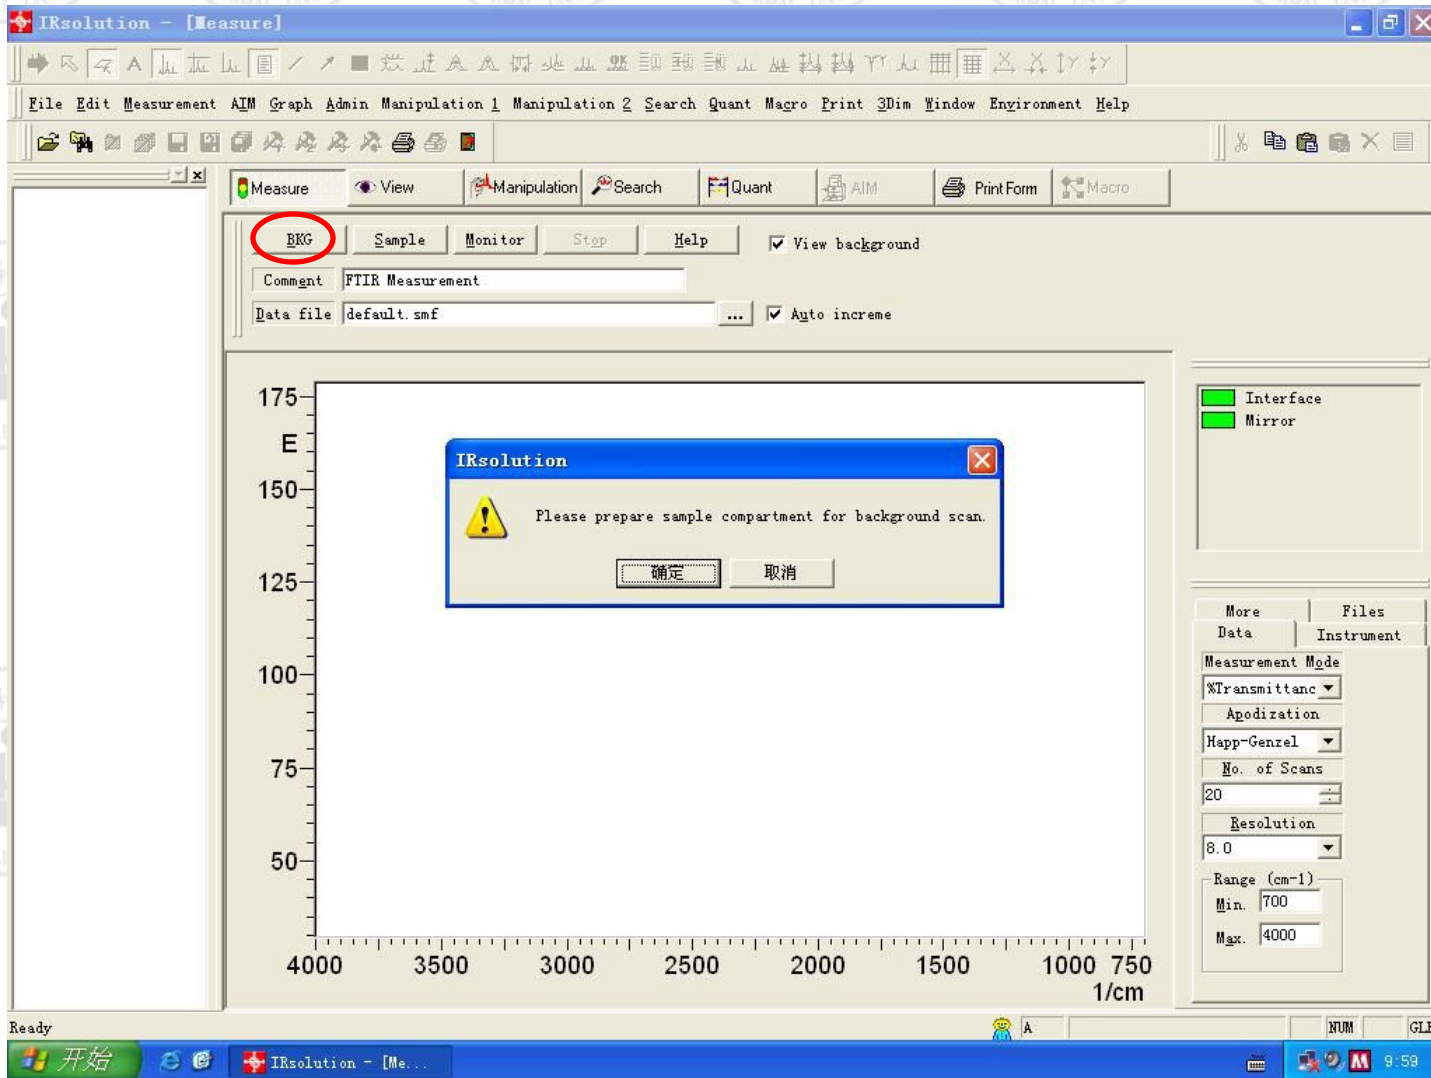 IRsolution - [Measure]
File Edit Measurement AIM Graph Admin Manipulation 1 Manipulation 2 Search Quant Macro Print 3Dim Window Environment Help
Measure View Manipulation Search Quant AIM Print Form Macro
BKG Sample Monitor Stop Help View background
Comment FTIR Measurement
Data file default.smf ... Auto increme
175
E
150
125
100
75
50
4000 3500 3000 2500 2000 1500 1000 750
1/cm
IRsolution
Please prepare sample compartment for background scan.
确定 取消
Interface
Mirror
More Files
Data Instrument
Measurement Mode
%Transmittanc
Apodization
Happ-Genzel
No. of Scans
20
Resolution
8.0
Range (cm-1)
Min. 700
Max. 4000
Ready A NUM
开始 IRsolution - [Me... 9:59